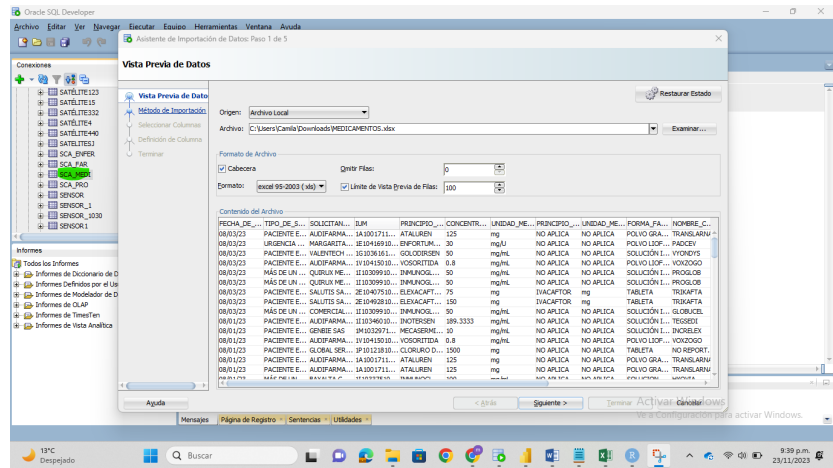 Oracle SQL Developer
Archivo Editar Ver Navegar Ejecutar Equipo Herramientas Ventana Ayuda
Asistente de Importación de Datos: Paso 1 de 5
Conexiones
SATÉLITE123
SATÉLITE15
SATÉLITE332
SATÉLITE4
SATÉLITE440
SATELITESJ
SCA_ENFER
SCA_FAR
SCA_MEDI
SCA_PRO
SENSOR
SENSOR_1
SENSOR_1030
SENSOR1
Informes
Todos los Informes
Informes de Diccionario de D
Informes Definidos por el Us
Informes de Modelador de D
Informes de OLAP
Informes de TimesTen
Informes de Vista Analítica
Vista Previa de Datos
Vista Previa de Dato
Método de Importación
Seleccionar Columnas
Definición de Columna
Terminar
Restaurar Estado
Origen: Archivo Local
Archivo: C:\Users\Camila\Downloads\MEDICAMENTOS.xlsx Examinar...
Formato de Archivo
Cabecera Omitir Filas: 0
Formato: excel 95-2003 (xls) Límite de Vista Previa de Filas: 100
Contenido del Archivo
FECHA_DE_... TIPO_DE_S... SOLICITAN... IUM PRINCIPIO_... CONCENTR... UNIDAD_ME... PRINCIPIO_... UNIDAD_ME... FORMA_FA... NOMBRE_C...
08/03/23 PACIENTE E... AUDIFARMA... 1A1001711... ATALUREN 125 mg NO APLICA NO APLICA POLVO GRA... TRANSLARNA
08/03/23 URGENCIA ... MARGARITA... 1E10416910... ENFORTUM... 30 mg/U NO APLICA NO APLICA POLVO LIOF... PADCEV
08/03/23 PACIENTE E... VALENTECH ... 1G1036161... GOLODIRSEN 50 mg/mL NO APLICA NO APLICA SOLUCIÓN I... VYONDYS
08/03/23 PACIENTE E... AUDIFARMA... 1V10415010... VOSORITIDA 0.8 mg/mL NO APLICA NO APLICA POLVO LIOF... VOXZOGO
08/03/23 MÁS DE UN ... QUIRUX ME... 1I10309910... INMUNOGL... 50 mg/mL NO APLICA NO APLICA SOLUCIÓN I... PROGLOB
08/03/23 MÁS DE UN ... QUIRUX ME... 1I10309910... INMUNOGL... 50 mg/mL NO APLICA NO APLICA SOLUCIÓN I... PROGLOB
08/03/23 PACIENTE E... SALUTIS SA... 2E10407510... ELEXACAFT... 75 mg IVACAFTOR mg TABLETA TRIKAFTA
08/03/23 PACIENTE E... SALUTIS SA... 2E10492810... ELEXACAFT... 150 mg IVACAFTOR mg TABLETA TRIKAFTA
08/03/23 MÁS DE UN ... COMERCIAL... 1I10309910... INMUNOGL... 50 mg/mL NO APLICA NO APLICA SOLUCIÓN I... GLOBUCEL
08/03/23 PACIENTE E... AUDIFARMA... 1I10346010... INOTERSEN 189.3333 mg/mL NO APLICA NO APLICA SOLUCIÓN I... TEGSEDI
08/01/23 PACIENTE E... GENBIE SAS 1M1032971... MECASERMI... 10 mg/mL NO APLICA NO APLICA SOLUCIÓN I... INCRELEX
08/01/23 PACIENTE E... AUDIFARMA... 1V10415010... VOSORITIDA 0.8 mg/mL NO APLICA NO APLICA POLVO LIOF... VOXZOGO
08/01/23 PACIENTE E... GLOBAL SER... 1P10121810... CLORURO D... 1500 mg NO APLICA NO APLICA TABLETA NO REPORT...
08/01/23 PACIENTE E... AUDIFARMA... 1A1001711... ATALUREN 125 mg NO APLICA NO APLICA POLVO GRA... TRANSLARNA
08/01/23 PACIENTE E... AUDIFARMA... 1A1001711... ATALUREN 125 mg NO APLICA NO APLICA POLVO GRA... TRANSLARNA
Ayuda < Atrás Siguiente > Terminar Cancelar
Activar Windows
Ve a Configuración para activar Windows.
Mensajes Página de Registro Sentencias Utilidades
13°C
Despejado
Buscar
9:39 p.m.
23/11/2023